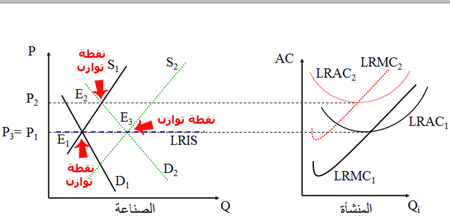 P
نقطة
توازن
S₁
S₂
E₂
P₂
E₃
نقطة توازن
P₃= P₁
E₁
LRIS
نقطة
توازن
D₁
D₂
Q
الصناعة
AC
LRMC₂
LRAC₂
LRAC₁
LRMC₁
Qᵢ
المنشأة